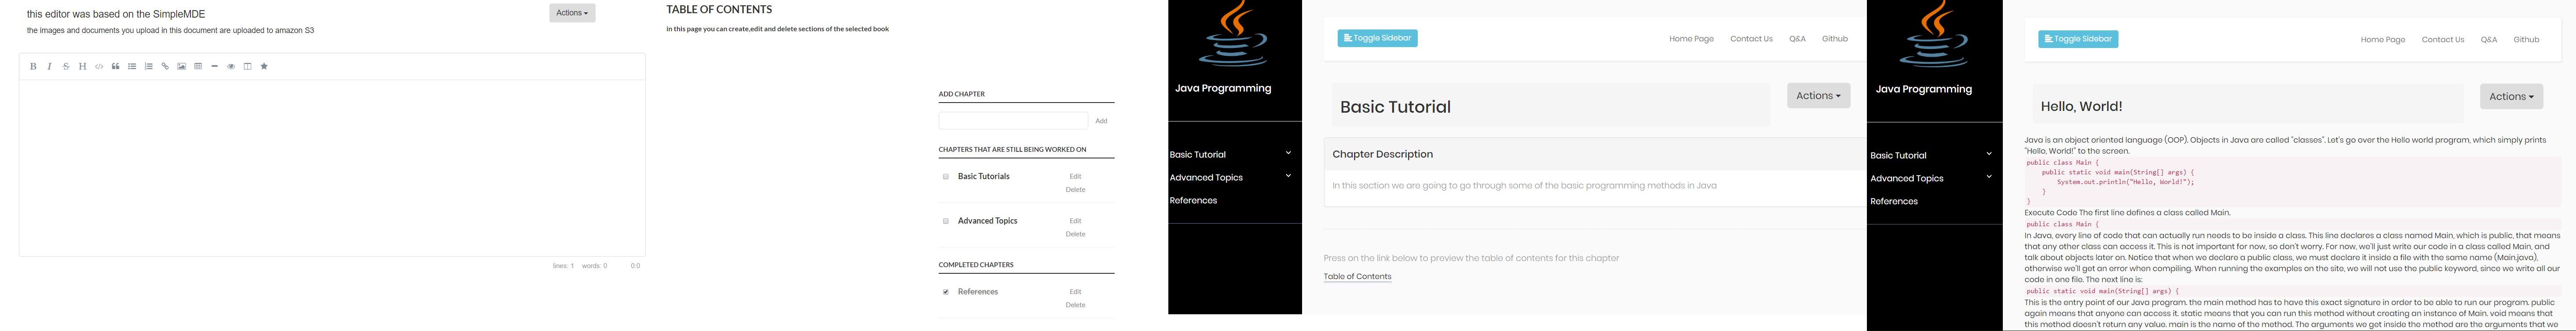 this editor was based on the SimpleMDE
Actions
the images and documents you upload in this document are uploaded to amazon S3
B I S H
lines: 1 words: 0 0:0
TABLE OF CONTENTS
in this page you can create,edit and delete sections of the selected book
ADD CHAPTER
Add
CHAPTERS THAT ARE STILL BEING WORKED ON
Basic Tutorials Edit
Delete
Advanced Topics Edit
Delete
COMPLETED CHAPTERS
References Edit
Delete
Java Programming
Basic Tutorial
Advanced Topics
References
Toggle Sidebar
Home Page Contact Us Q&A Github
Basic Tutorial
Actions
Chapter Description
In this section we are going to go through some of the basic programming methods in Java
Press on the link below to preview the table of contents for this chapter
Table of Contents
Java Programming
Basic Tutorial
Advanced Topics
References
Toggle Sidebar
Home Page Contact Us Q&A Github
Hello, World!
Actions
Java is an object oriented language (OOP). Objects in Java are called "classes". Let's go over the Hello world program, which simply prints
"Hello, World!" to the screen.
public class Main {
public static void main(String[] args) {
System.out.println("Hello, World!");
}
}
Execute Code The first line defines a class called Main.
public class Main {
In Java, every line of code that can actually run needs to be inside a class. This line declares a class named Main, which is public, that means
that any other class can access it. This is not important for now, so don't worry. For now, we'll just write our code in a class called Main, and
talk about objects later on. Notice that when we declare a public class, we must declare it inside a file with the same name (Main.java),
otherwise we'll get an error when compiling. When running the examples on the site, we will not use the public keyword, since we write all our
code in one file. The next line is:
public static void main(String[] args) {
This is the entry point of our Java program. the main method has to have this exact signature in order to be able to run our program. public
again means that anyone can access it. static means that you can run this method without creating an instance of Main. void means that
this method doesn't return any value. main is the name of the method. The arguments we get inside the method are the arguments that we